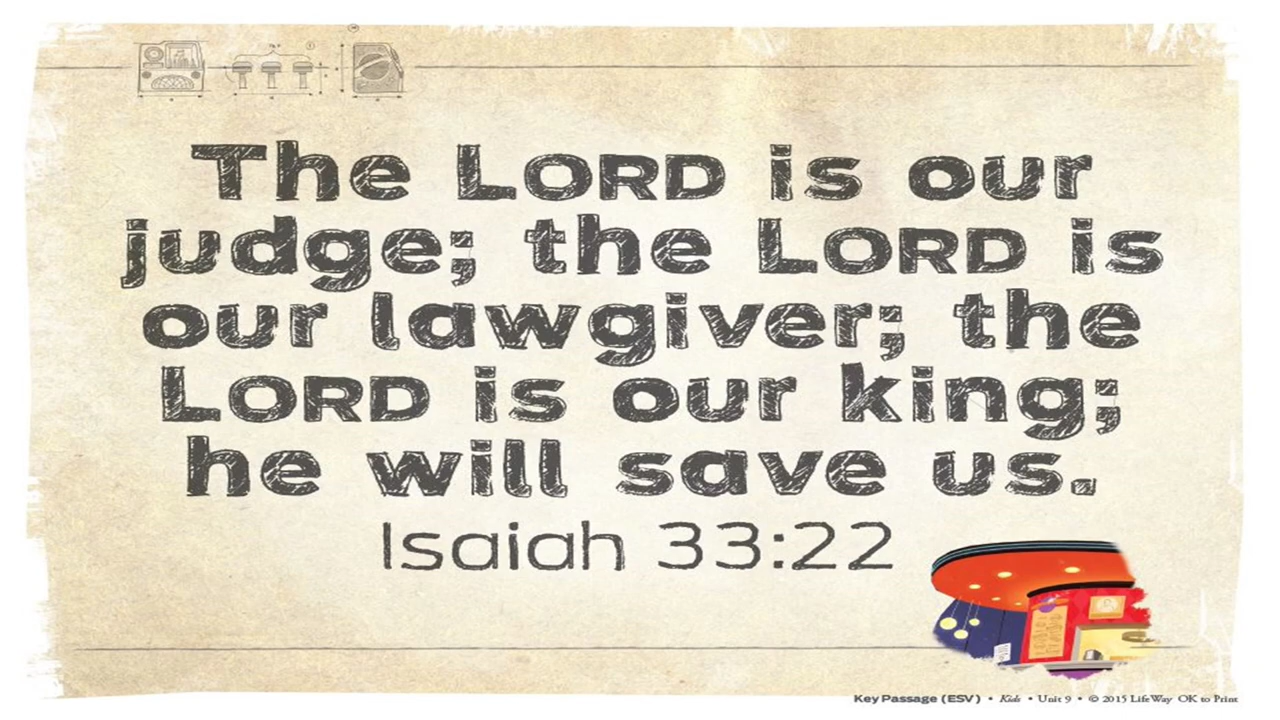 The LORD is our
judge; the LORD is
our lawgiver; the
LORD is our king;
he will save us.
Isaiah 33:22
Key Passage (ESV) • Kids • Unit 9 • © 2015 LifeWay OK to Print